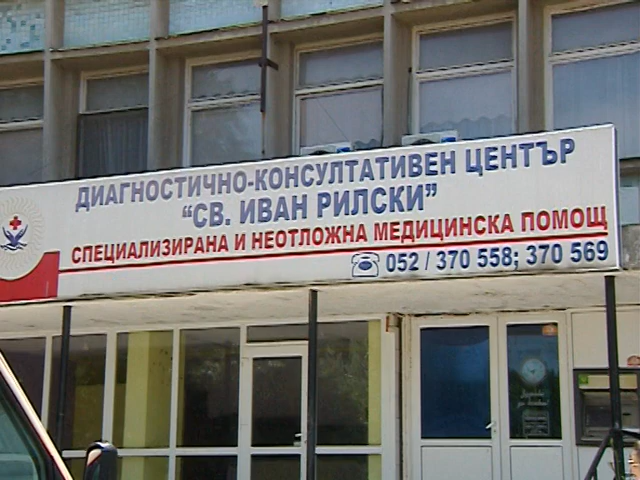 ДИАГНОСТИЧНО-КОНСУЛТАТИВЕН ЦЕНТЪР
“СВ. ИВАН РИЛСКИ”
СПЕЦИАЛИЗИРАНА И НЕОТЛОЖНА МЕДИЦИНСКА ПОМОЩ
052 / 370 558; 370 569